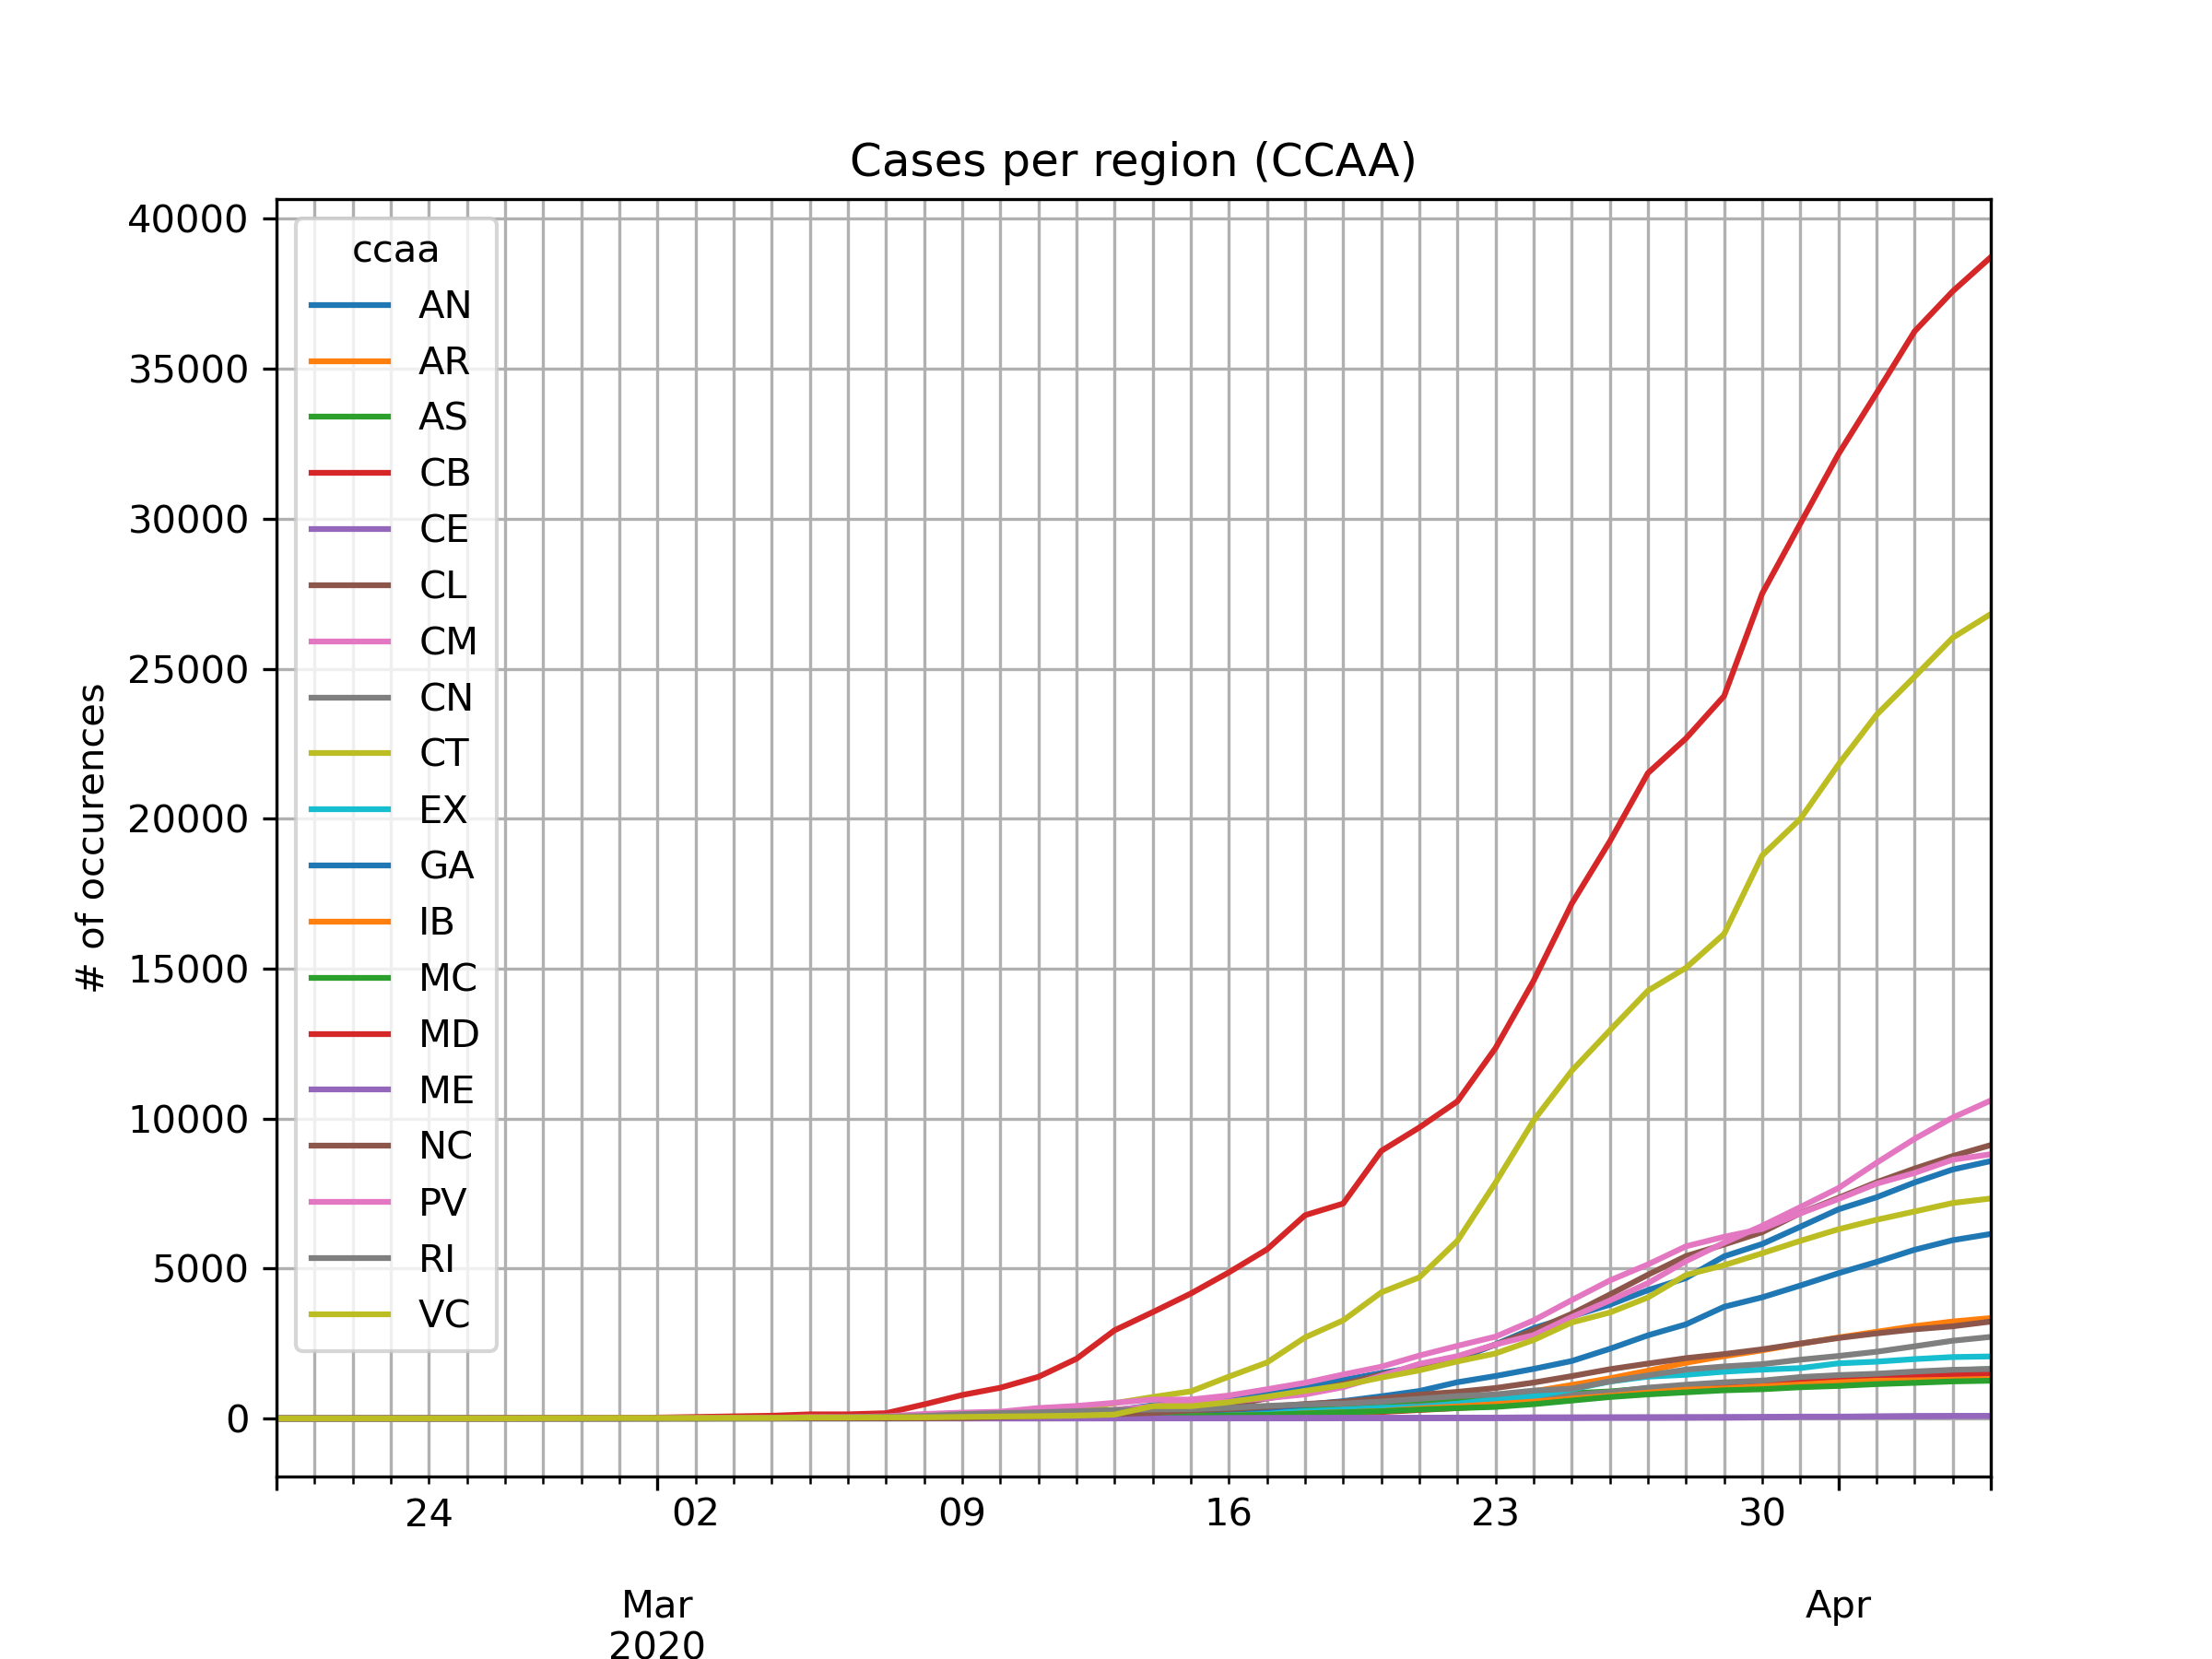 Cases per region (CCAA)
40000
35000
30000
25000
20000
15000
10000
5000
0
# of occurences
ccaa
AN
AR
AS
CB
CE
CL
CM
CN
CT
EX
GA
IB
MC
MD
ME
NC
PV
RI
VC
24 02 09 16 23 30
Mar Apr
2020